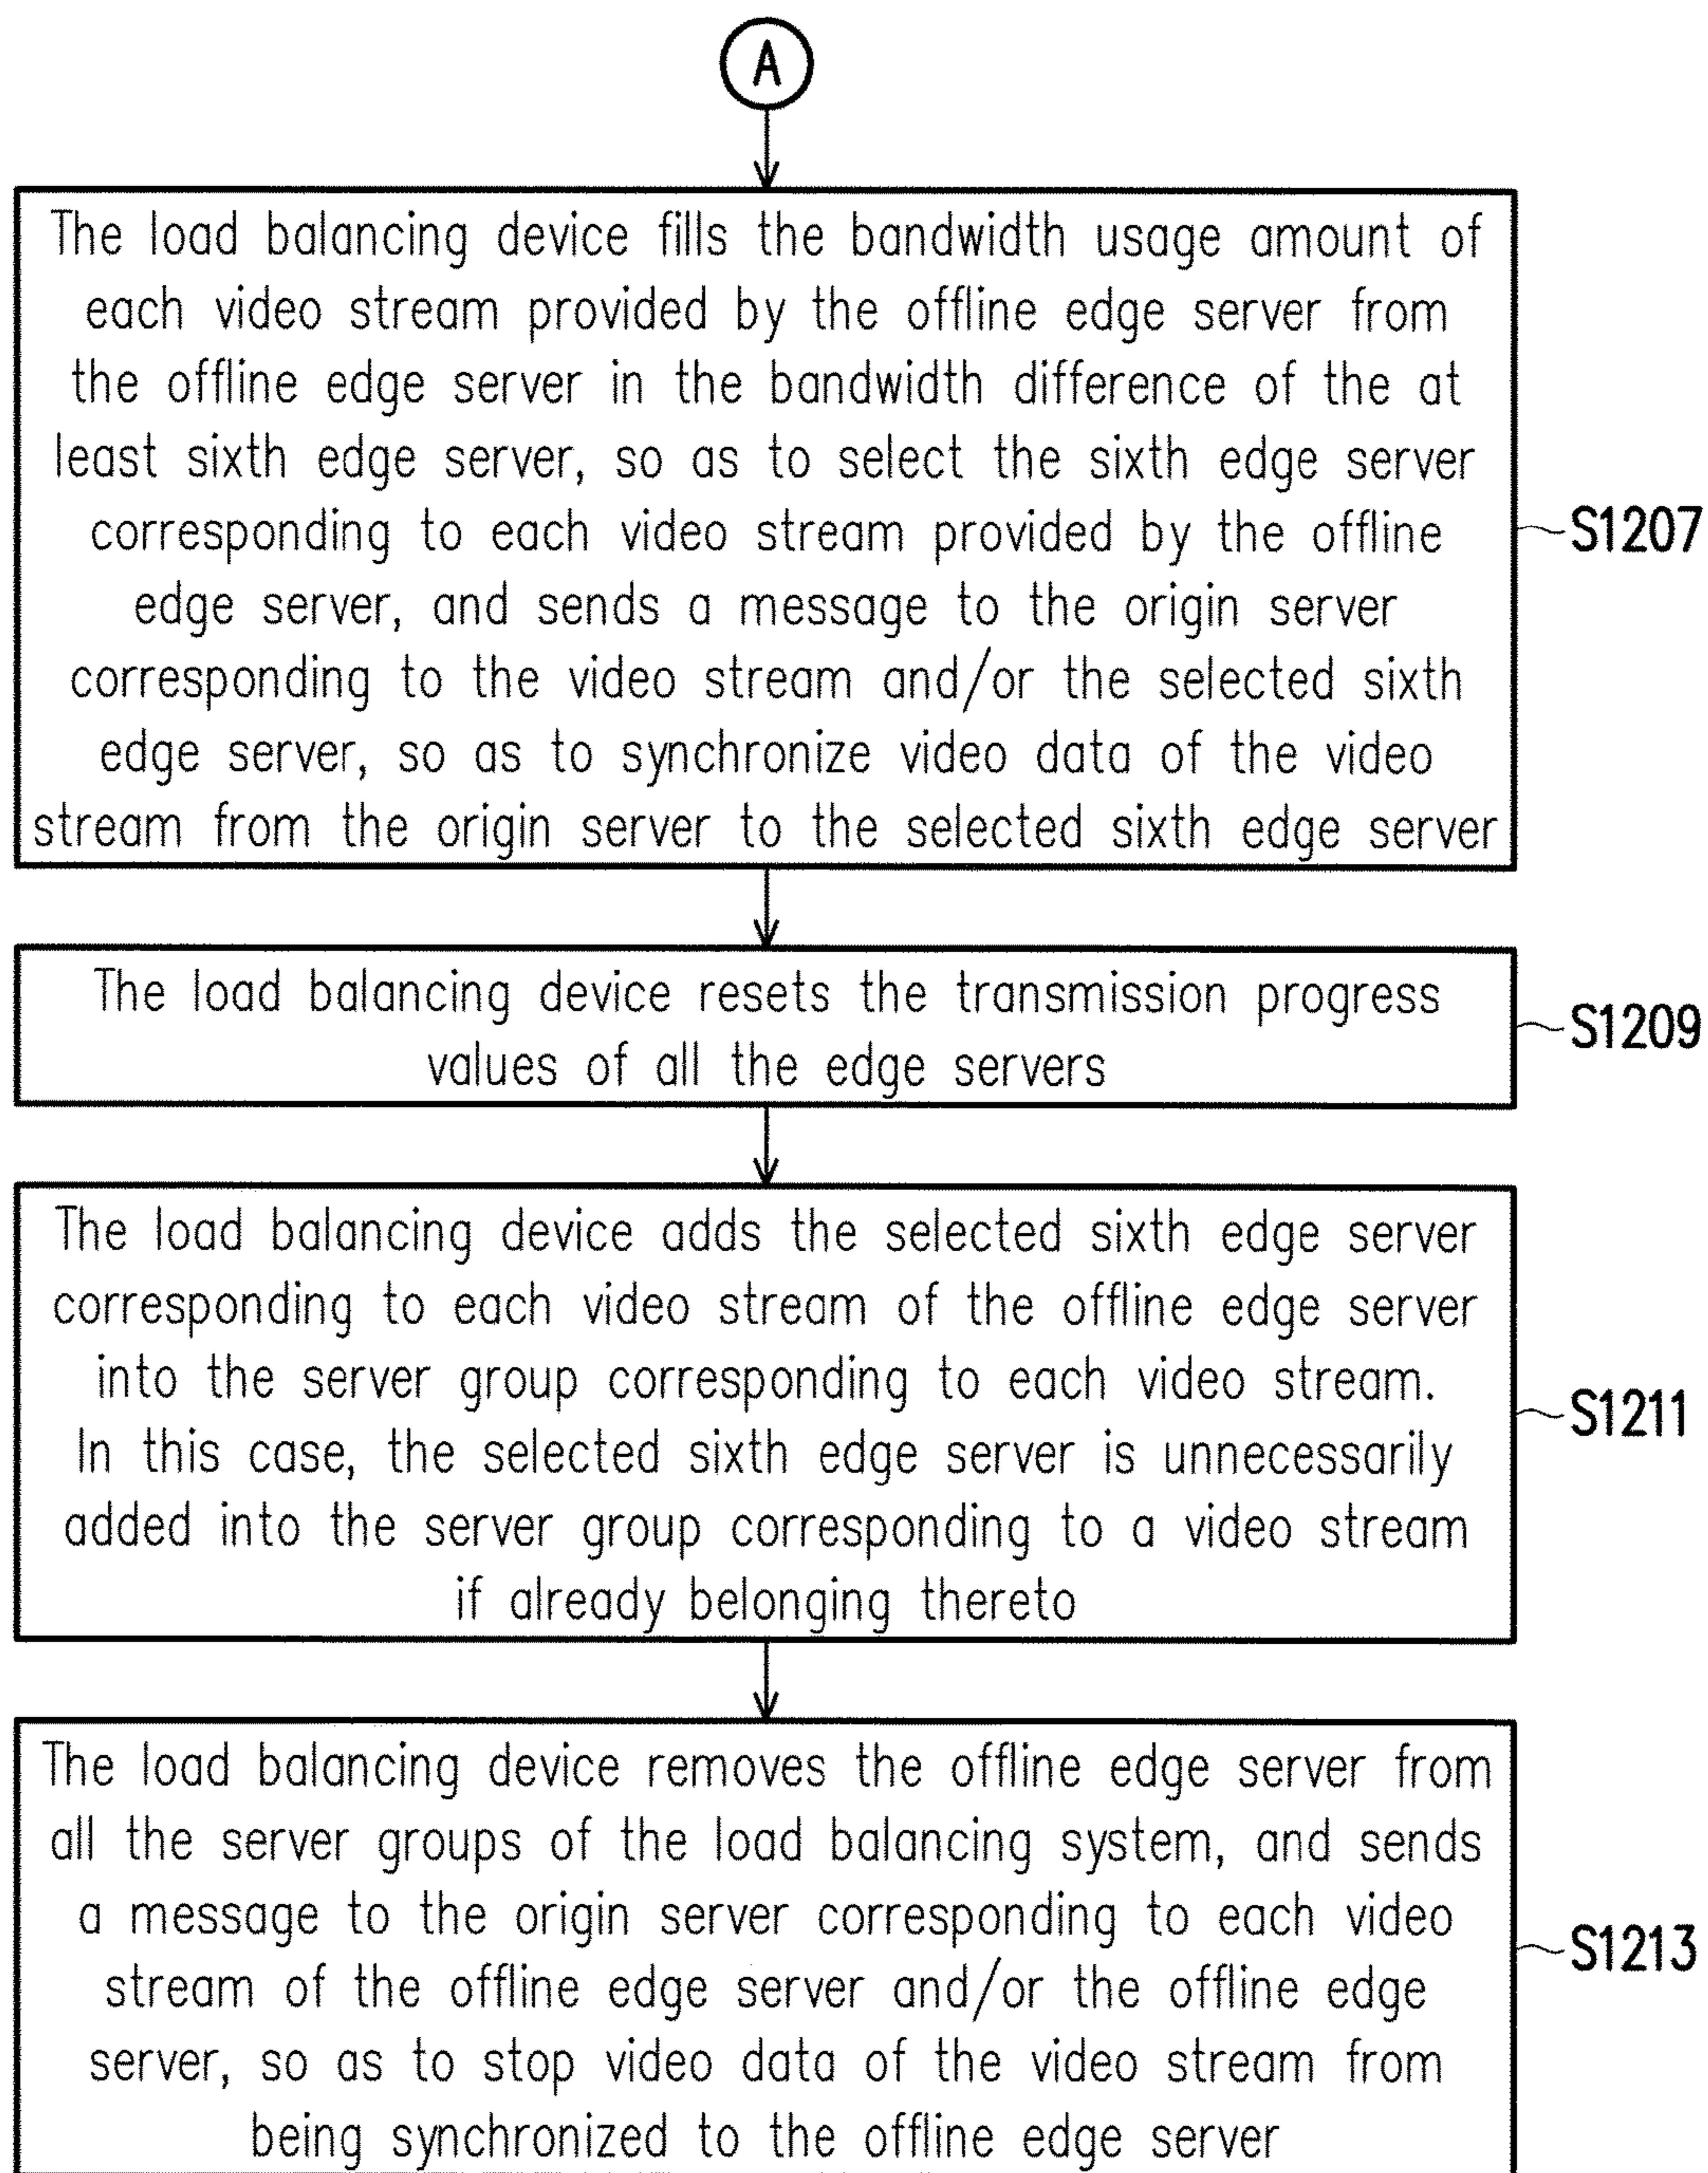 A
The load balancing device fills the bandwidth usage amount of
each video stream provided by the offline edge server from
the offline edge server in the bandwidth difference of the at
least sixth edge server, so as to select the sixth edge server
corresponding to each video stream provided by the offline
edge server, and sends a message to the origin server
corresponding to the video stream and/or the selected sixth
edge server, so as to synchronize video data of the video
stream from the origin server to the selected sixth edge server
S1207
The load balancing device resets the transmission progress
values of all the edge servers
S1209
The load balancing device adds the selected sixth edge server
corresponding to each video stream of the offline edge server
into the server group corresponding to each video stream.
In this case, the selected sixth edge server is unnecessarily
added into the server group corresponding to a video stream
if already belonging thereto
S1211
The load balancing device removes the offline edge server from
all the server groups of the load balancing system, and sends
a message to the origin server corresponding to each video
stream of the offline edge server and/or the offline edge
server, so as to stop video data of the video stream from
being synchronized to the offline edge server
S1213